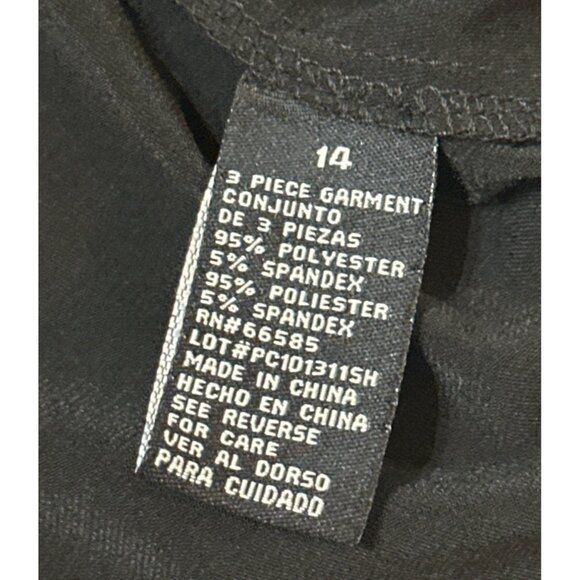 14
3 PIECE GARMENT
CONJUNTO
DE 3 PIEZAS
95% POLYESTER
5% SPANDEX
95% POLIESTER
5% SPANDEX
RN#66585
LOT#PC101311SH
MADE IN CHINA
HECHO EN CHINA
SEE REVERSE
FOR CARE
VER AL DORSO
PARA CUIDADO